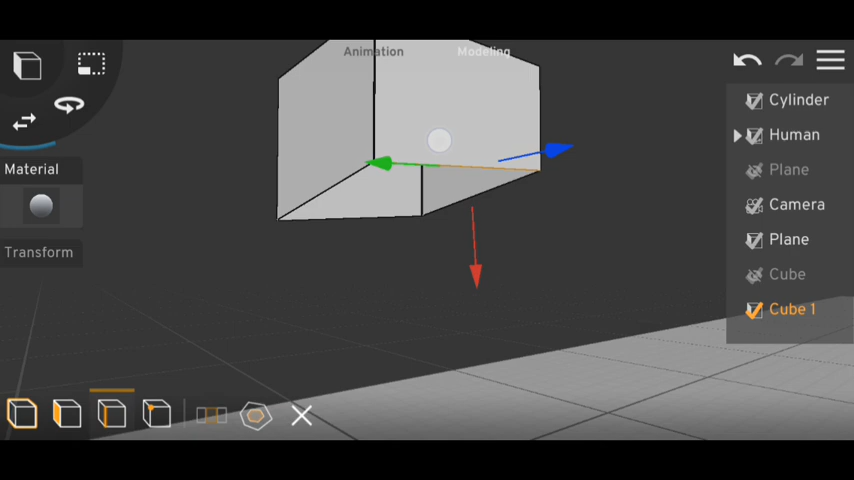 Animation
Modeling
Material
Transform
Cylinder
Human
Plane
Camera
Plane
Cube
Cube 1